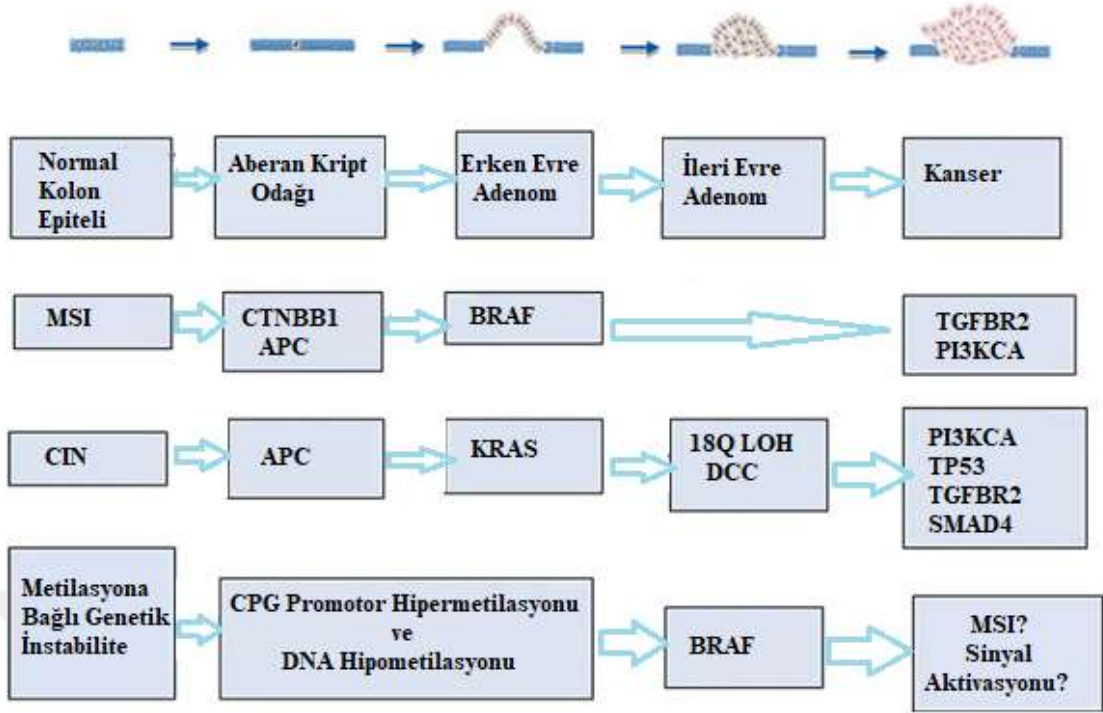 Normal
Kolon
Epiteli
Aberan Kript
Odağı
Erken Evre
Adenom
İleri Evre
Adenom
Kanser
MSI
CTNBB1
APC
BRAF
TGFBR2
PI3KCA
CIN
APC
KRAS
18Q LOH
DCC
PI3KCA
TP53
TGFBR2
SMAD4
Metilasyona
Bağlı Genetik
İnstabilite
CPG Promotor Hipermetilasyonu
ve
DNA Hipometilasyonu
BRAF
MSI?
Sinyal
Aktivasyonu?